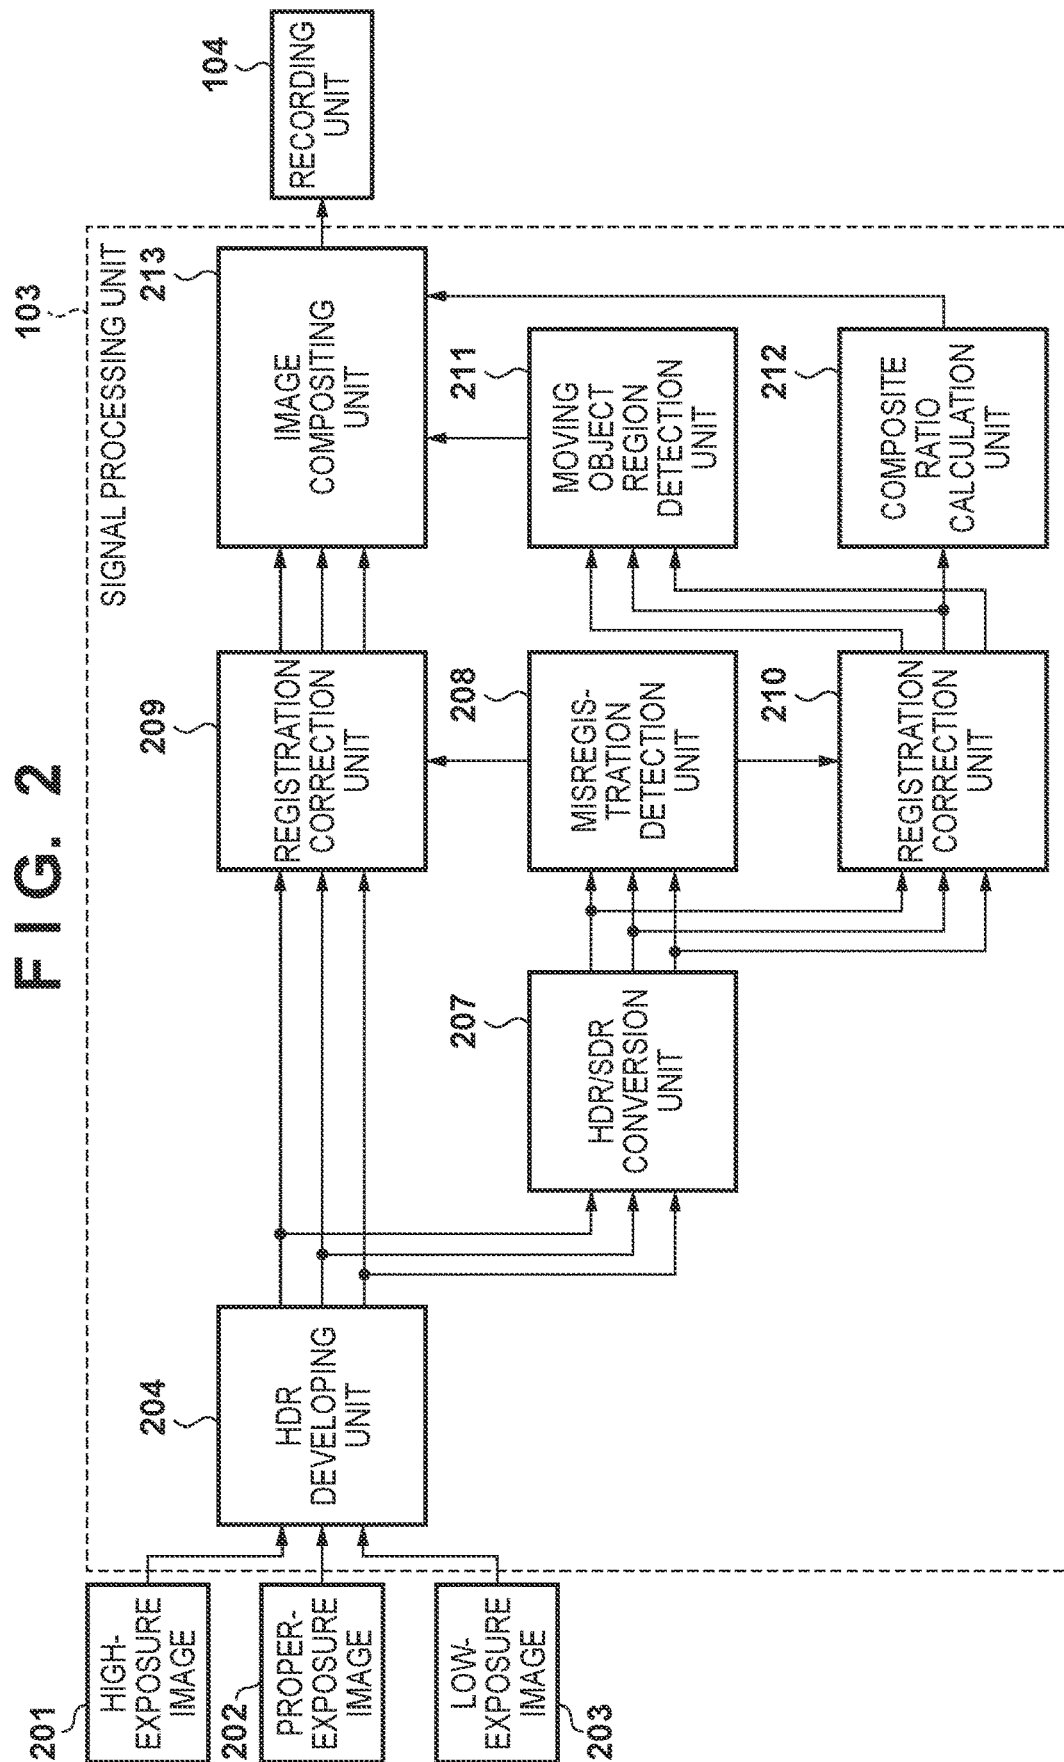 FIG. 2
103
SIGNAL PROCESSING UNIT
201
HIGH-
EXPOSURE
IMAGE
202
PROPER-
EXPOSURE
IMAGE
203
LOW-
EXPOSURE
IMAGE
204
HDR
DEVELOPING
UNIT
207
HDR/SDR
CONVERSION
UNIT
209
REGISTRATION
CORRECTION
UNIT
208
MISREGIS-
TRATION
DETECTION
UNIT
210
REGISTRATION
CORRECTION
UNIT
213
IMAGE
COMPOSITING
UNIT
211
MOVING
OBJECT
REGION
DETECTION
UNIT
212
COMPOSITE
RATIO
CALCULATION
UNIT
104
RECORDING
UNIT